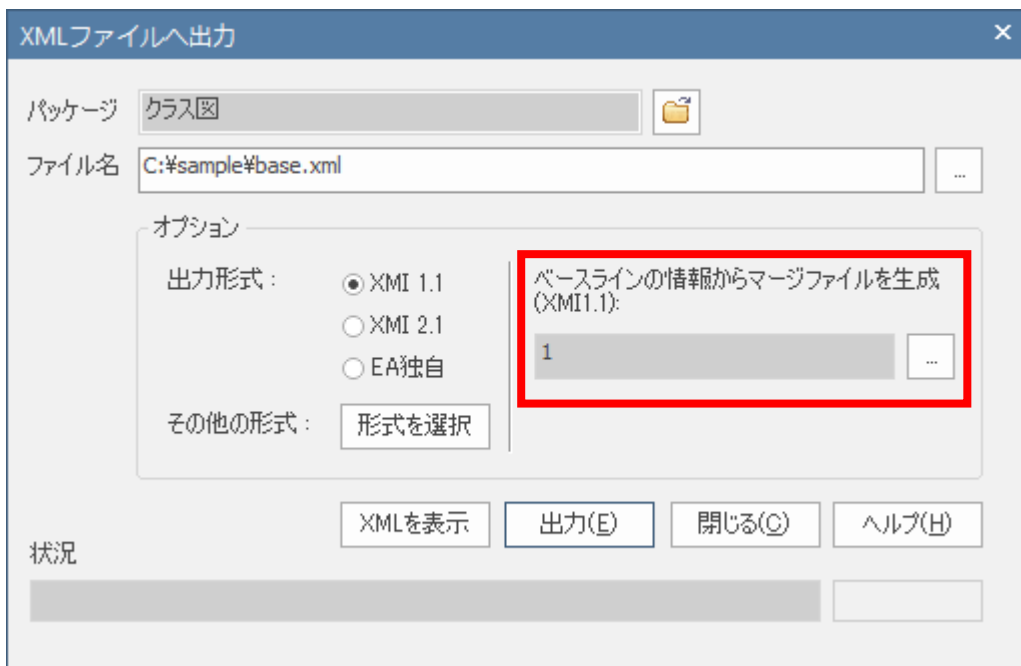 XMLファイルへ出力
パッケージ クラス図
ファイル名 C:¥sample¥base.xml ...
オプション
出力形式：
XMI 1.1
XMI 2.1
EA独自
その他の形式： 形式を選択
ベースラインの情報からマージファイルを生成
(XMI1.1):
1 ...
XMLを表示 出力(E) 閉じる(C) ヘルプ(H)
状況